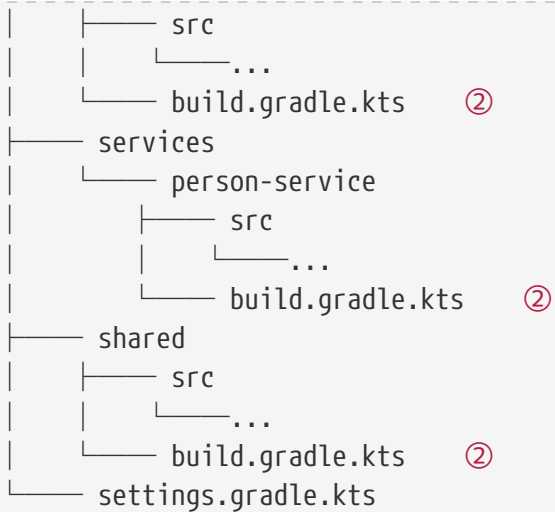 │     ├───── src
│     │     └─────...
│     └───── build.gradle.kts    ②
├───── services
│     └───── person-service
│         ├───── src
│         │     └─────...
│         └───── build.gradle.kts    ②
├───── shared
│     ├───── src
│     │     └─────...
│     └───── build.gradle.kts    ②
└───── settings.gradle.kts